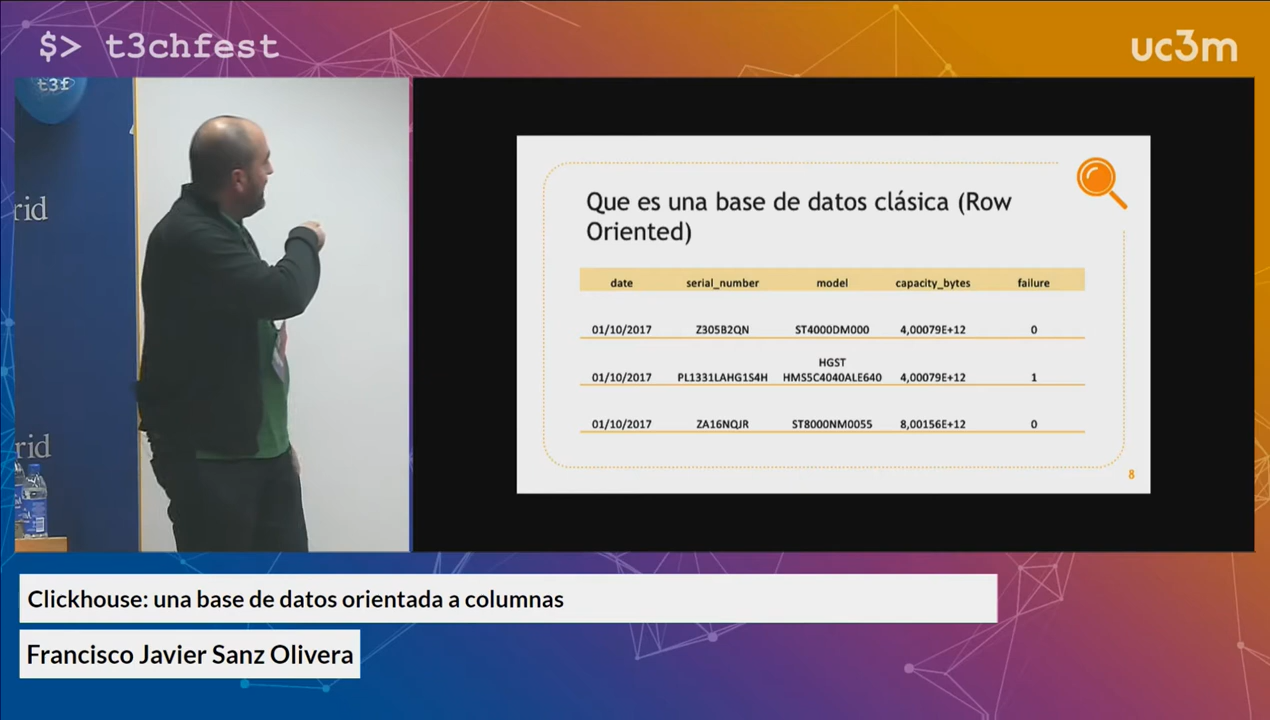 $> t3chfest
uc3m
t3f
rid
rid
Que es una base de datos clásica (Row
Oriented)
date serial_number model capacity_bytes failure
01/10/2017 Z305B2QN ST4000DM000 4,00079E+12 0
HGST
01/10/2017 PL1331LAHG1S4H HMS5C4040ALE640 4,00079E+12 1
01/10/2017 ZA16NQJR ST8000NM0055 8,00156E+12 0
8
Clickhouse: una base de datos orientada a columnas
Francisco Javier Sanz Olivera